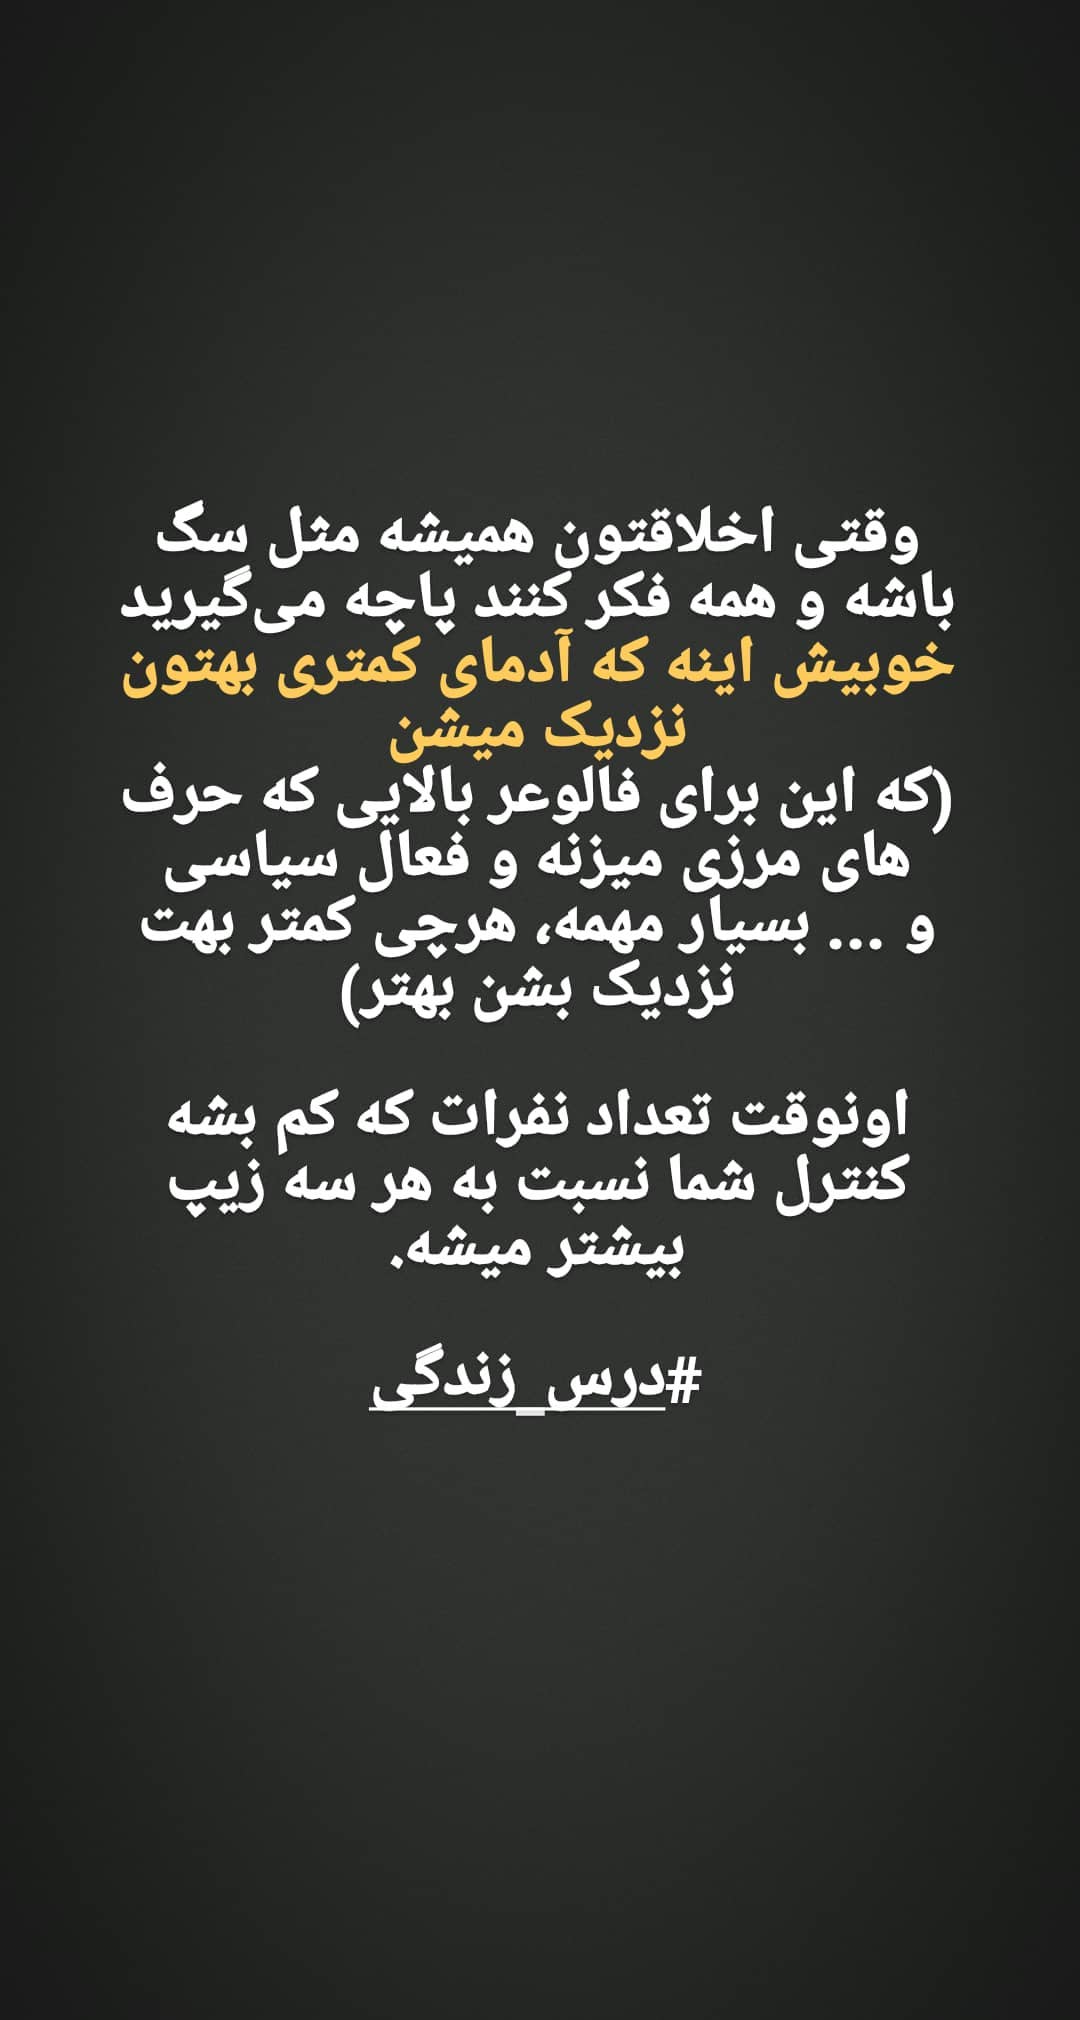 وقتی اخلاقتون همیشه مثل سگ
باشه و همه فکر کنند پاچه می‌گیرید
خوبیش اینه که آدمای کمتری بهتون
نزدیک میشن
(که این برای فالوعر بالایی که حرف
های مرزی میزنه و فعال سیاسی
و ... بسیار مهمه، هرچی کمتر بهت
نزدیک بشن بهتر)
اونوقت تعداد نفرات که کم بشه
کنترل شما نسبت به هر سه زیپ
بیشتر میشه.
#درس_زندگی